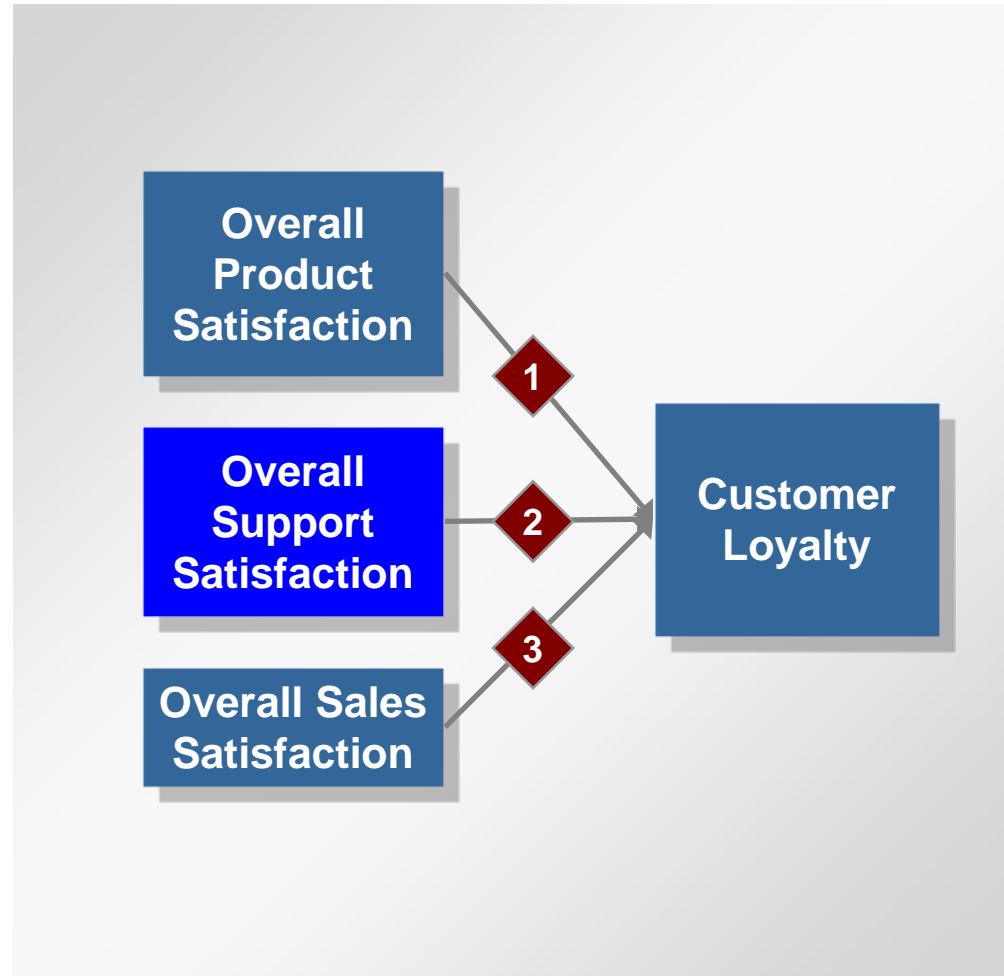 Overall
Product
Satisfaction
1
Overall
Support
Satisfaction
2
Customer
Loyalty
3
Overall Sales
Satisfaction